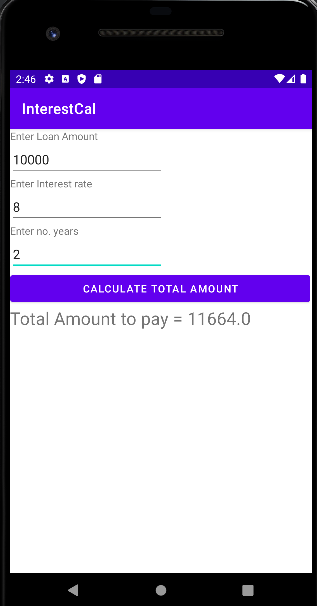 2:46
InterestCal
Enter Loan Amount
10000
Enter Interest rate
8
Enter no. years
2
CALCULATE TOTAL AMOUNT
Total Amount to pay = 11664.0